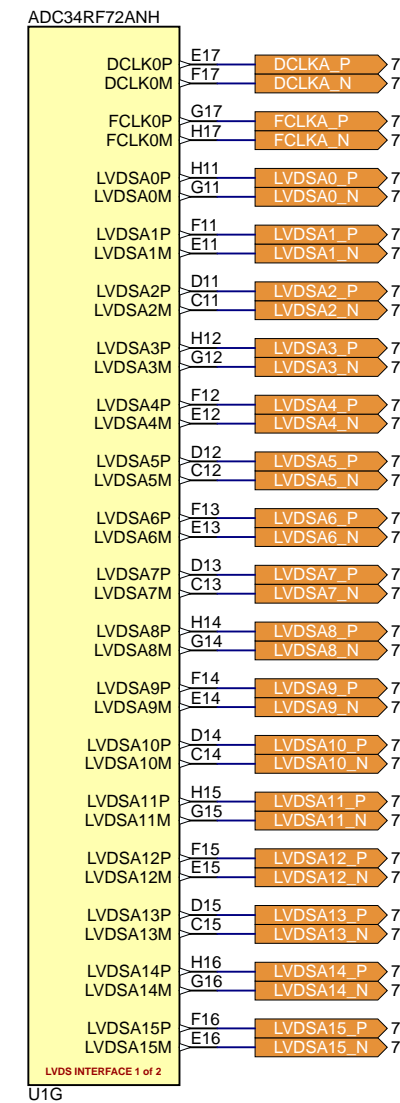 ADC34RF72ANH
DCLK0P E17 DCLKA_P 7
DCLK0M F17 DCLKA_N 7
FCLK0P G17 FCLKA_P 7
FCLK0M H17 FCLKA_N 7
LVDSA0P H11 LVDSA0_P 7
LVDSA0M G11 LVDSA0_N 7
LVDSA1P F11 LVDSA1_P 7
LVDSA1M E11 LVDSA1_N 7
LVDSA2P D11 LVDSA2_P 7
LVDSA2M C11 LVDSA2_N 7
LVDSA3P H12 LVDSA3_P 7
LVDSA3M G12 LVDSA3_N 7
LVDSA4P F12 LVDSA4_P 7
LVDSA4M E12 LVDSA4_N 7
LVDSA5P D12 LVDSA5_P 7
LVDSA5M C12 LVDSA5_N 7
LVDSA6P F13 LVDSA6_P 7
LVDSA6M E13 LVDSA6_N 7
LVDSA7P D13 LVDSA7_P 7
LVDSA7M C13 LVDSA7_N 7
LVDSA8P H14 LVDSA8_P 7
LVDSA8M G14 LVDSA8_N 7
LVDSA9P F14 LVDSA9_P 7
LVDSA9M E14 LVDSA9_N 7
LVDSA10P D14 LVDSA10_P 7
LVDSA10M C14 LVDSA10_N 7
LVDSA11P H15 LVDSA11_P 7
LVDSA11M G15 LVDSA11_N 7
LVDSA12P F15 LVDSA12_P 7
LVDSA12M E15 LVDSA12_N 7
LVDSA13P D15 LVDSA13_P 7
LVDSA13M C15 LVDSA13_N 7
LVDSA14P H16 LVDSA14_P 7
LVDSA14M G16 LVDSA14_N 7
LVDSA15P F16 LVDSA15_P 7
LVDSA15M E16 LVDSA15_N 7
LVDS INTERFACE 1 of 2
U1G